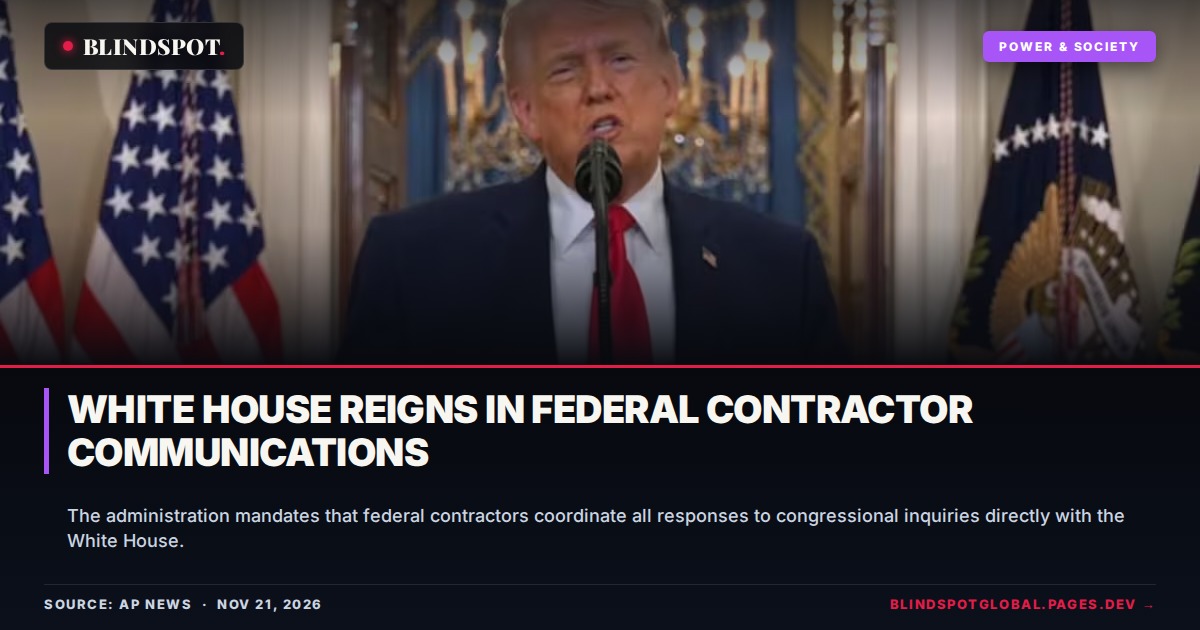 BLINDSPOT.
POWER & SOCIETY
WHITE HOUSE REIGNS IN FEDERAL CONTRACTOR
COMMUNICATIONS
The administration mandates that federal contractors coordinate all responses to congressional inquiries directly with the
White House.
SOURCE: AP NEWS · NOV 21, 2026
BLINDSPOTGLOBAL.PAGES.DEV →